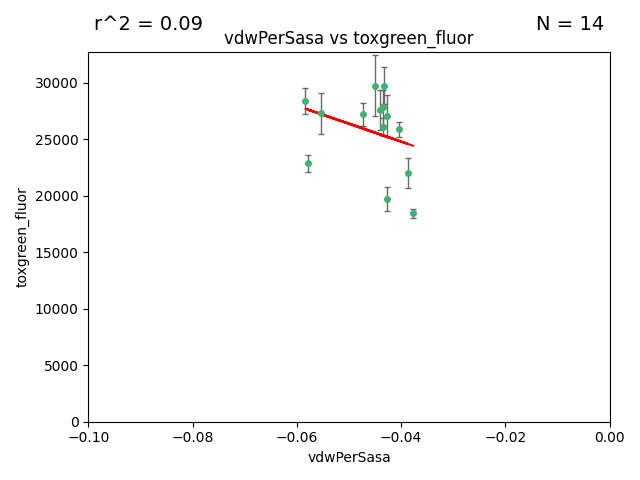 r^2 = 0.09
N = 14
vdwPerSasa vs toxgreen_fluor
30000
25000
20000
15000
10000
5000
0
toxgreen_fluor
−0.10
−0.08
−0.06
−0.04
−0.02
0.00
vdwPerSasa